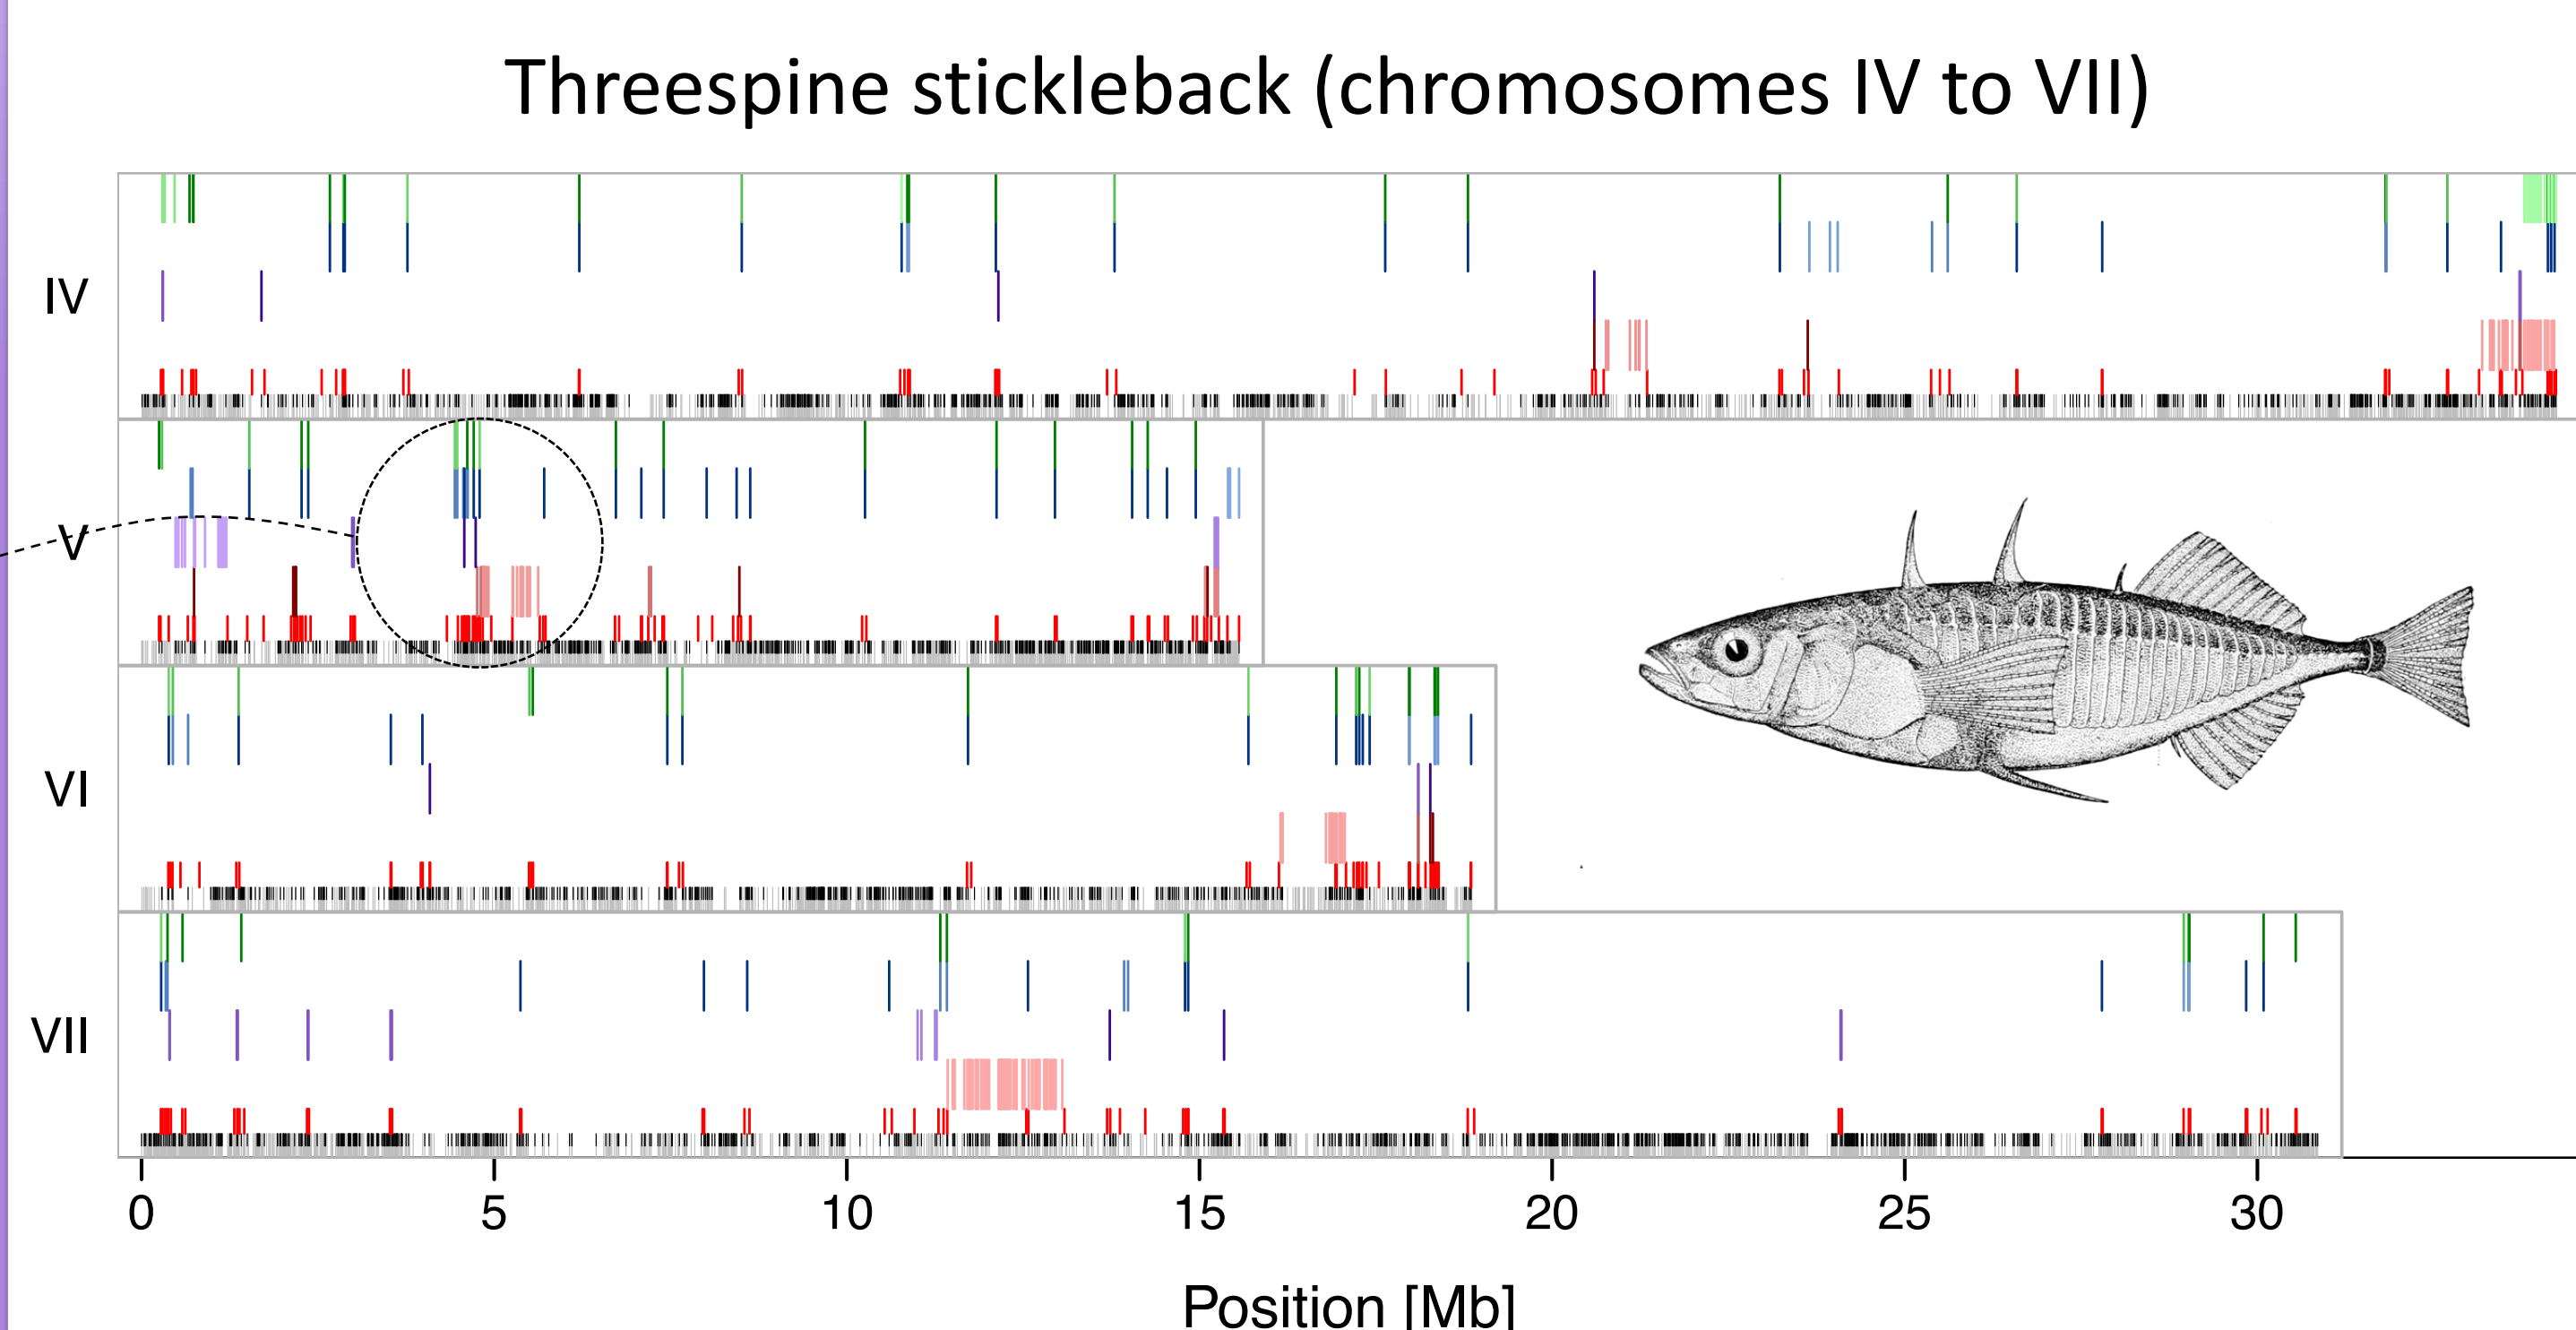 Threespine stickleback (chromosomes IV to VII)
IV
V
VI
VII
0 5 10 15 20 25 30
Position [Mb]